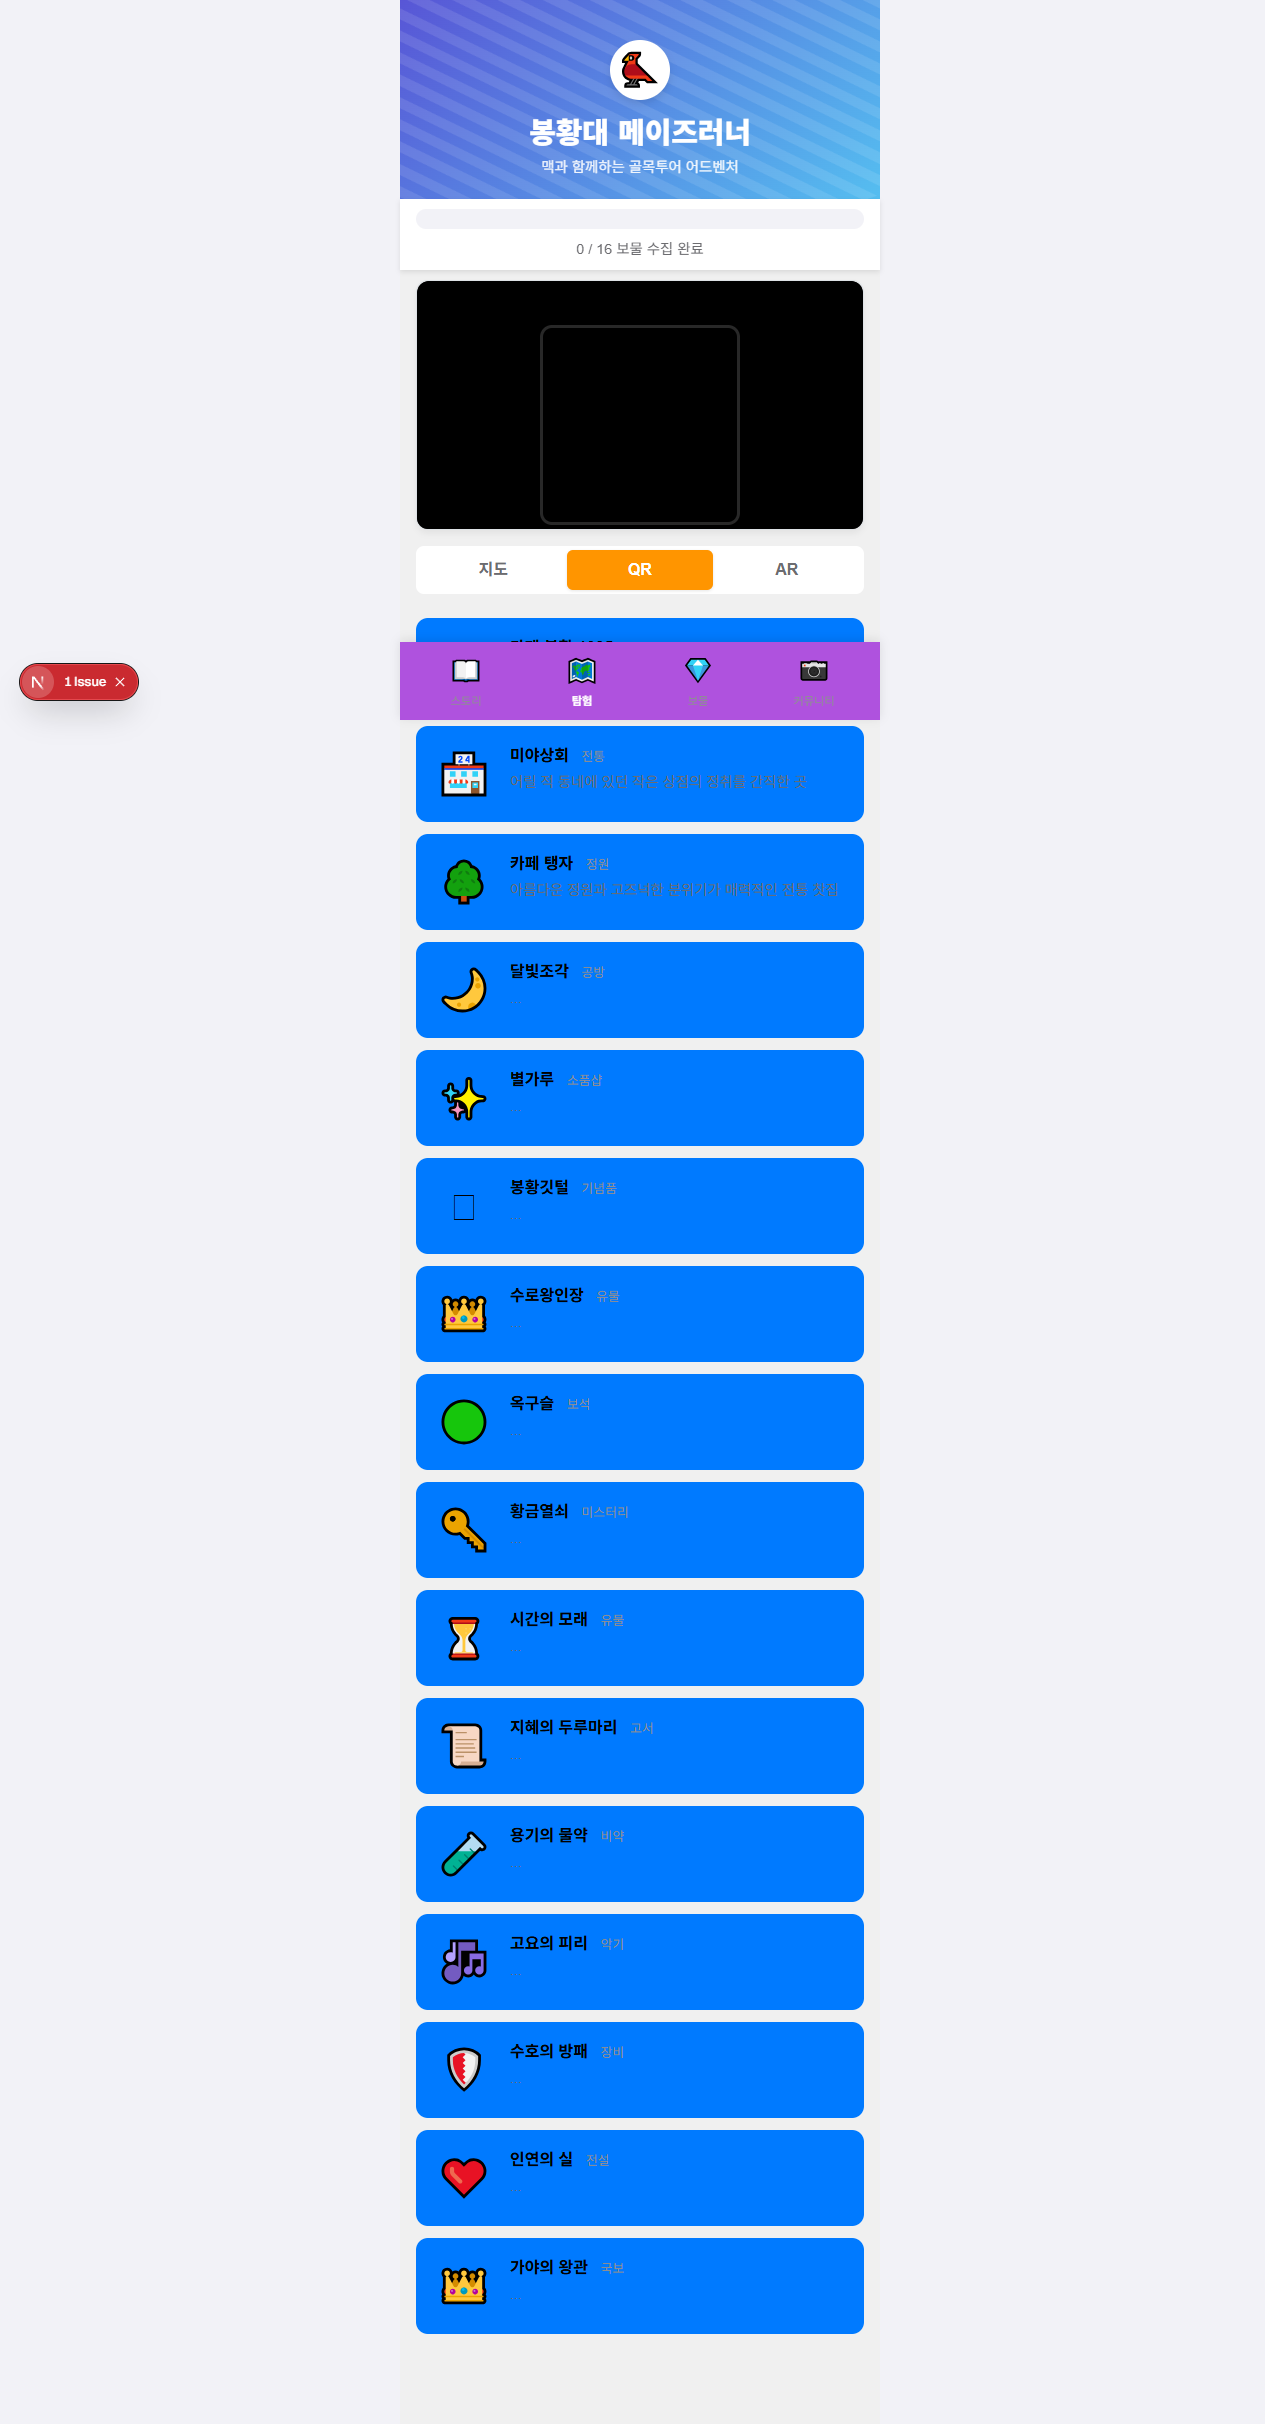 봉황대 메이즈러너
맥과 함께하는 골목투어 어드벤처
0 / 16 보물 수집 완료
지도
QR
AR
스토리
탐험
보물
커뮤니티
1 Issue
미야상회 전통
24
어릴 적 동네에 있던 작은 상점의 정취를 간직한 곳
카페 탱자 정원
아름다운 정원과 고즈넉한 분위기가 매력적인 전통 찻집
달빛조각 공방
...
별가루 소품샵
...
봉황깃털 기념품
...
수로왕인장 유물
...
옥구슬 보석
...
황금열쇠 미스터리
...
시간의 모래 유물
...
지혜의 두루마리 고서
...
용기의 물약 비약
...
고요의 피리 악기
...
수호의 방패 장비
...
인연의 실 전설
...
가야의 왕관 국보
...